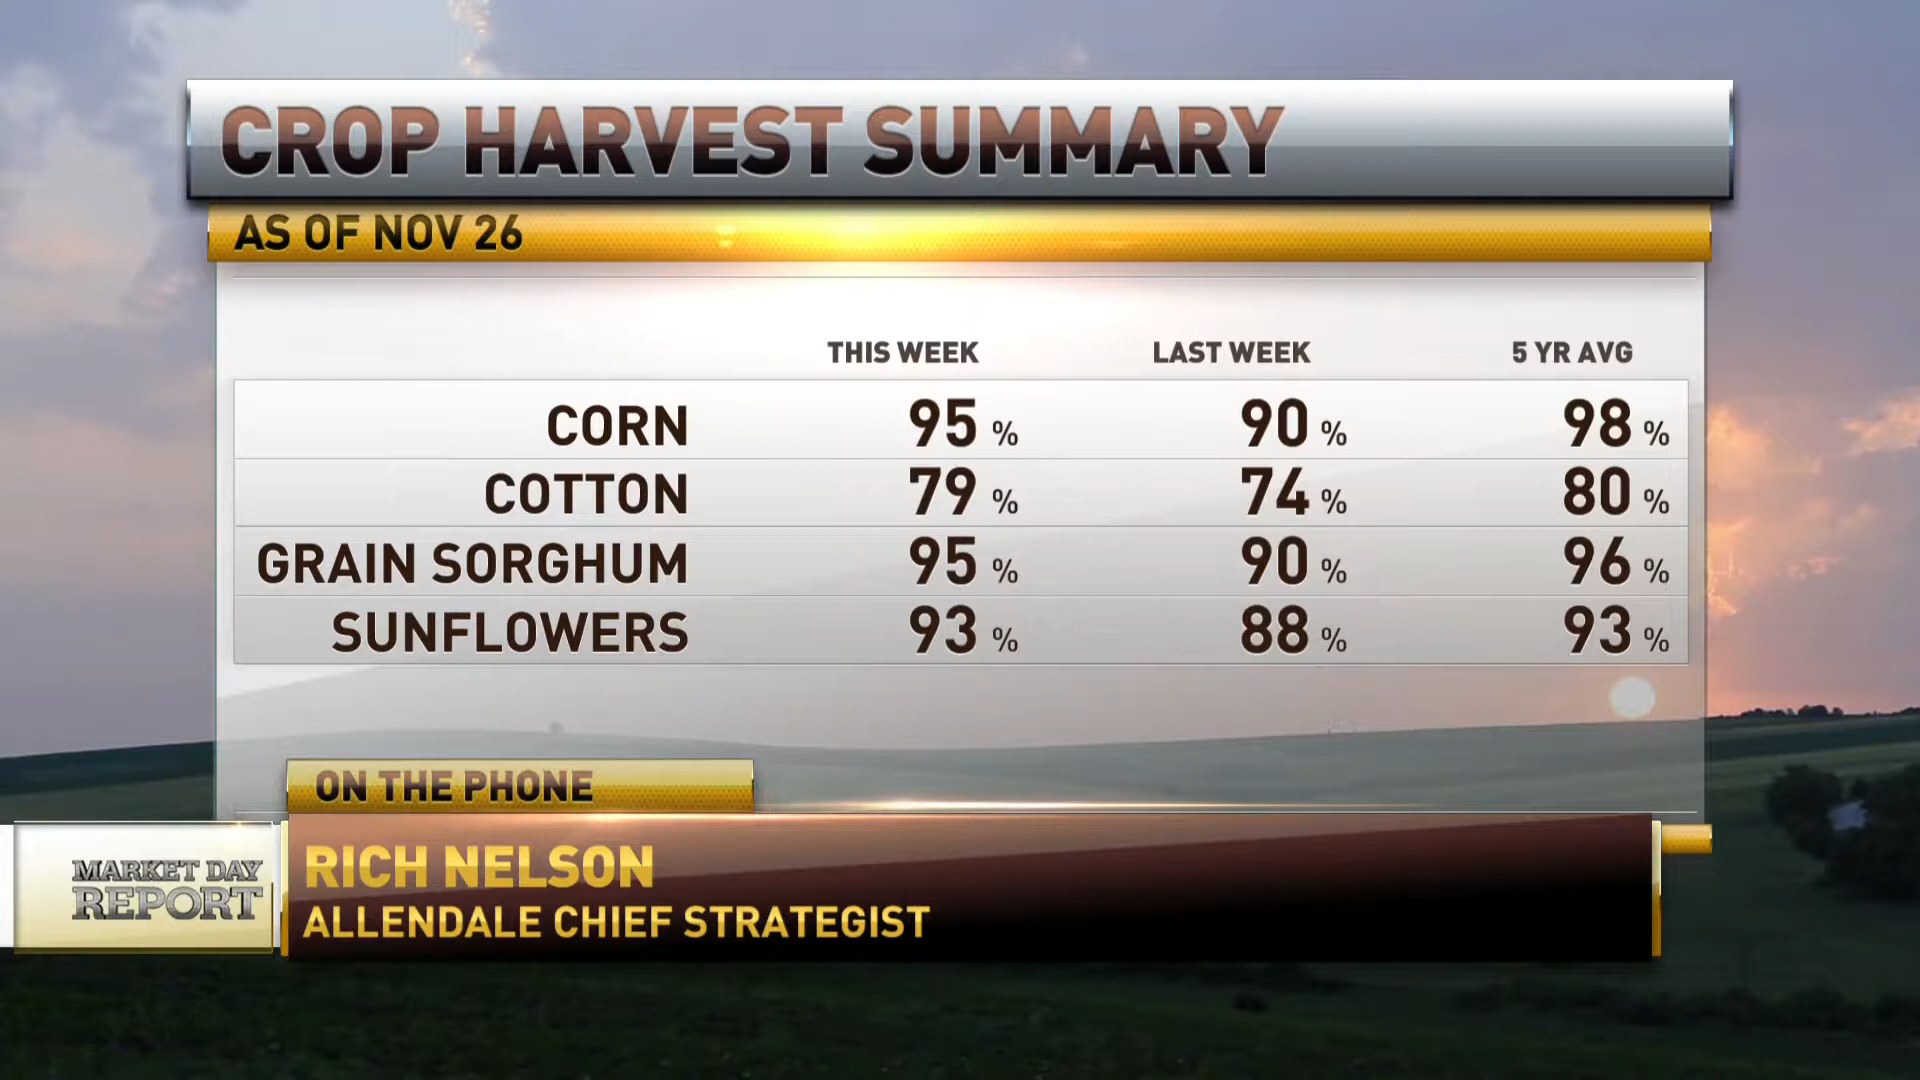 CROP HARVEST SUMMARY
AS OF NOV 26
THIS WEEK LAST WEEK 5 YR AVG
CORN 95 % 90 % 98 %
COTTON 79 % 74 % 80 %
GRAIN SORGHUM 95 % 90 % 96 %
SUNFLOWERS 93 % 88 % 93 %
ON THE PHONE
MARKET DAY
REPORT
RICH NELSON
ALLENDALE CHIEF STRATEGIST